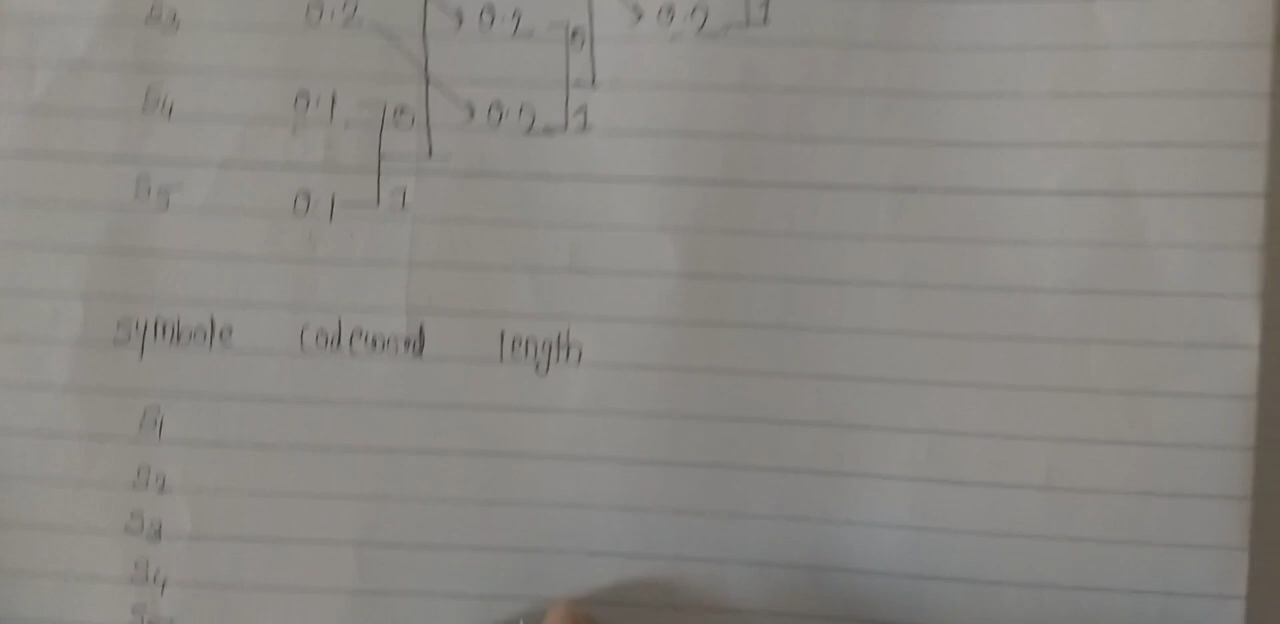 S3 0.2 0.2 0 0.2 1
S4 0.1 0 0.2 1
S5 0.1 1
symbole codeword length
S1
S2
S3
S4